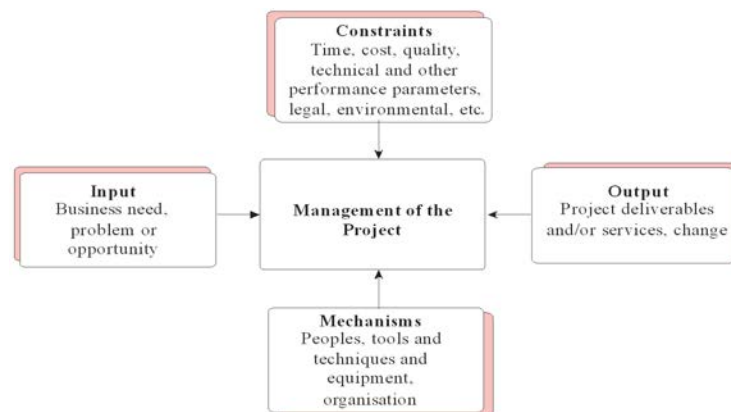 Constraints
Time, cost, quality,
technical and other
performance parameters,
legal, environmental, etc.
Input
Business need,
problem or
opportunity
Management of the
Project
Output
Project deliverables
and/or services, change
Mechanisms
Peoples, tools and
techniques and
equipment,
organisation